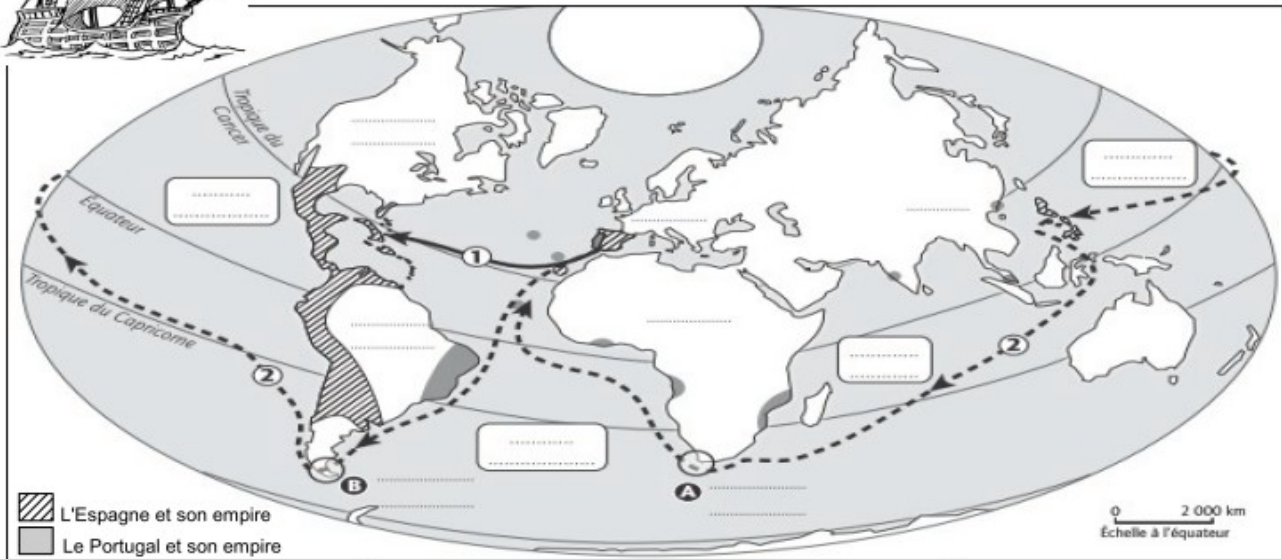 Tropique du
Cancer
Équateur
Tropique du Capricorne
1
2
2
B
A
L'Espagne et son empire
Le Portugal et son empire
0 2 000 km
Échelle à l'équateur